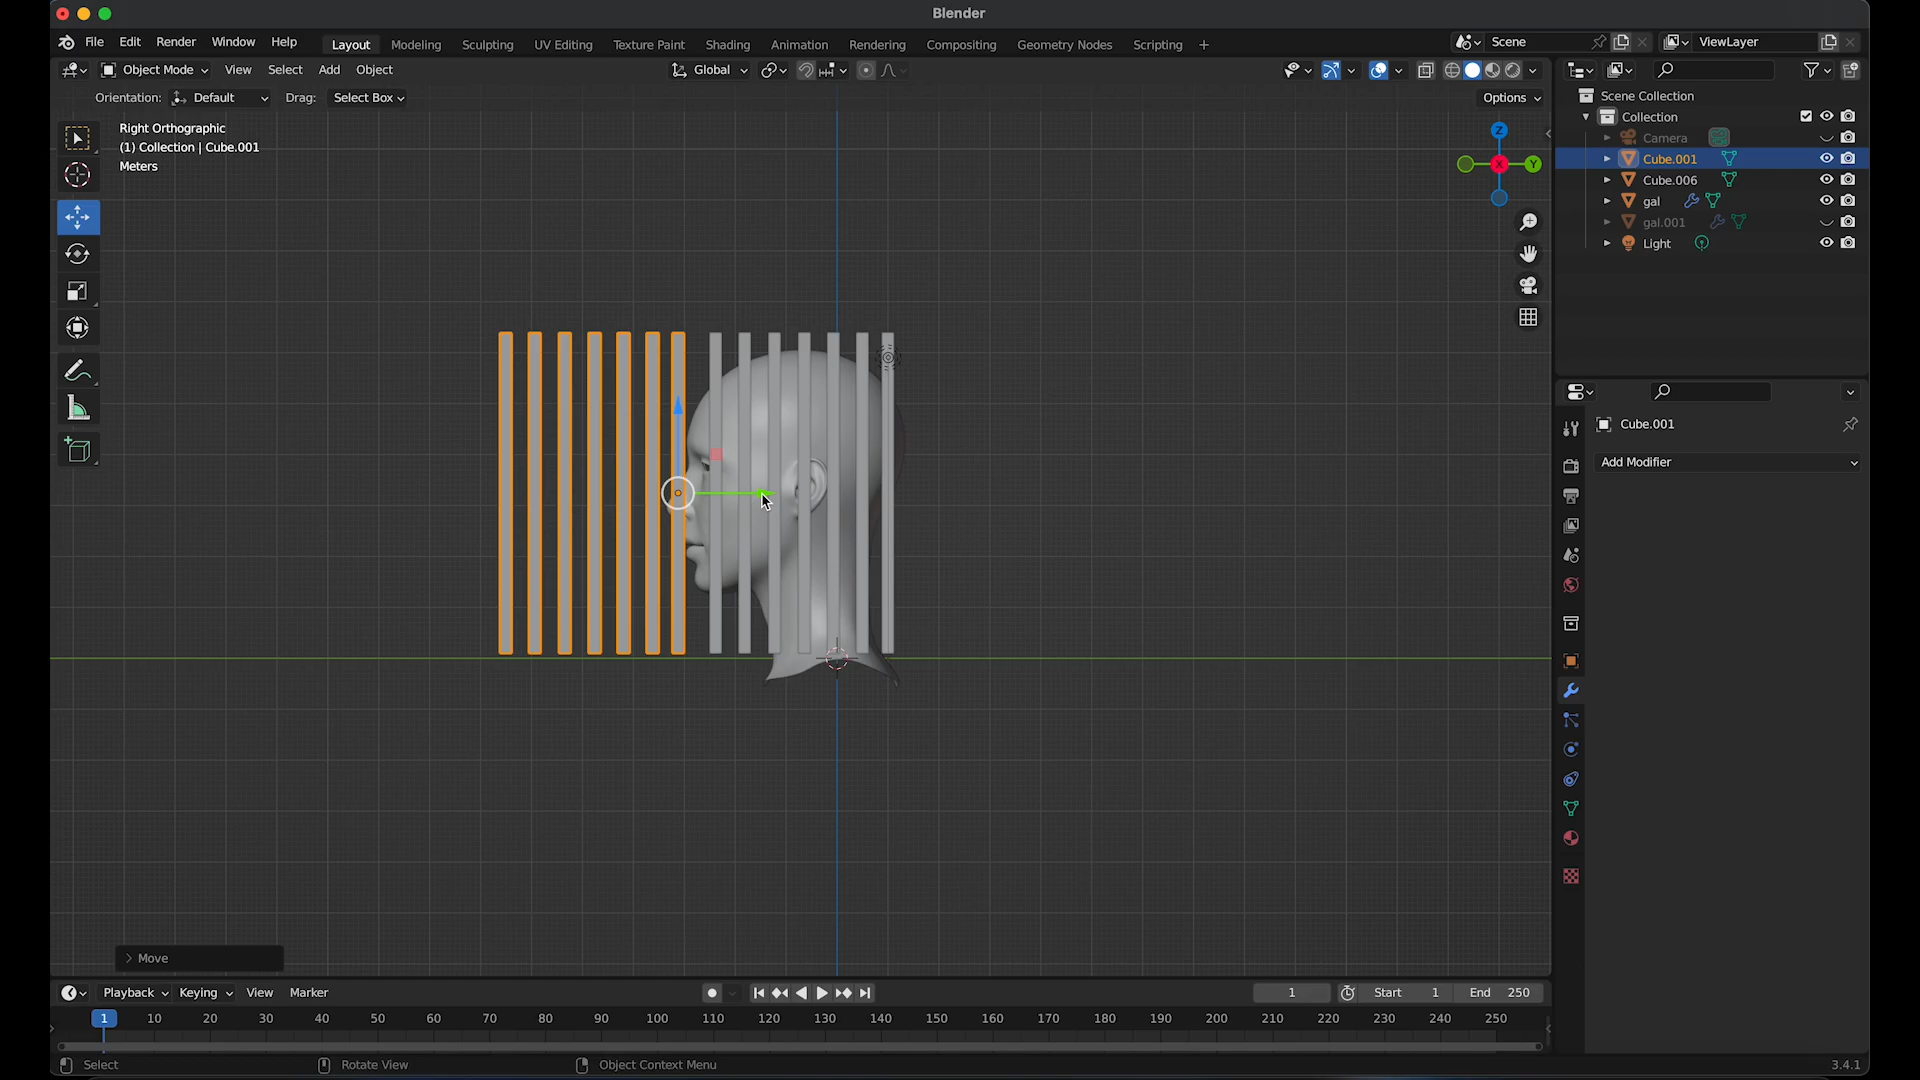 Blender
File Edit Render Window Help Layout Modeling Sculpting UV Editing Texture Paint Shading Animation Rendering Compositing Geometry Nodes Scripting + Scene ViewLayer
Object Mode View Select Add Object Global
Orientation: Default Drag: Select Box Options
Right Orthographic
(1) Collection | Cube.001
Meters
Z
X
Y
Scene Collection
Collection
Camera
Cube.001
Cube.006
gal
gal.001
Light
Cube.001
Add Modifier
Move
Playback Keying View Marker 1 Start 1 End 250
1 10 20 30 40 50 60 70 80 90 100 110 120 130 140 150 160 170 180 190 200 210 220 230 240 250
Select Rotate View Object Context Menu 3.4.1